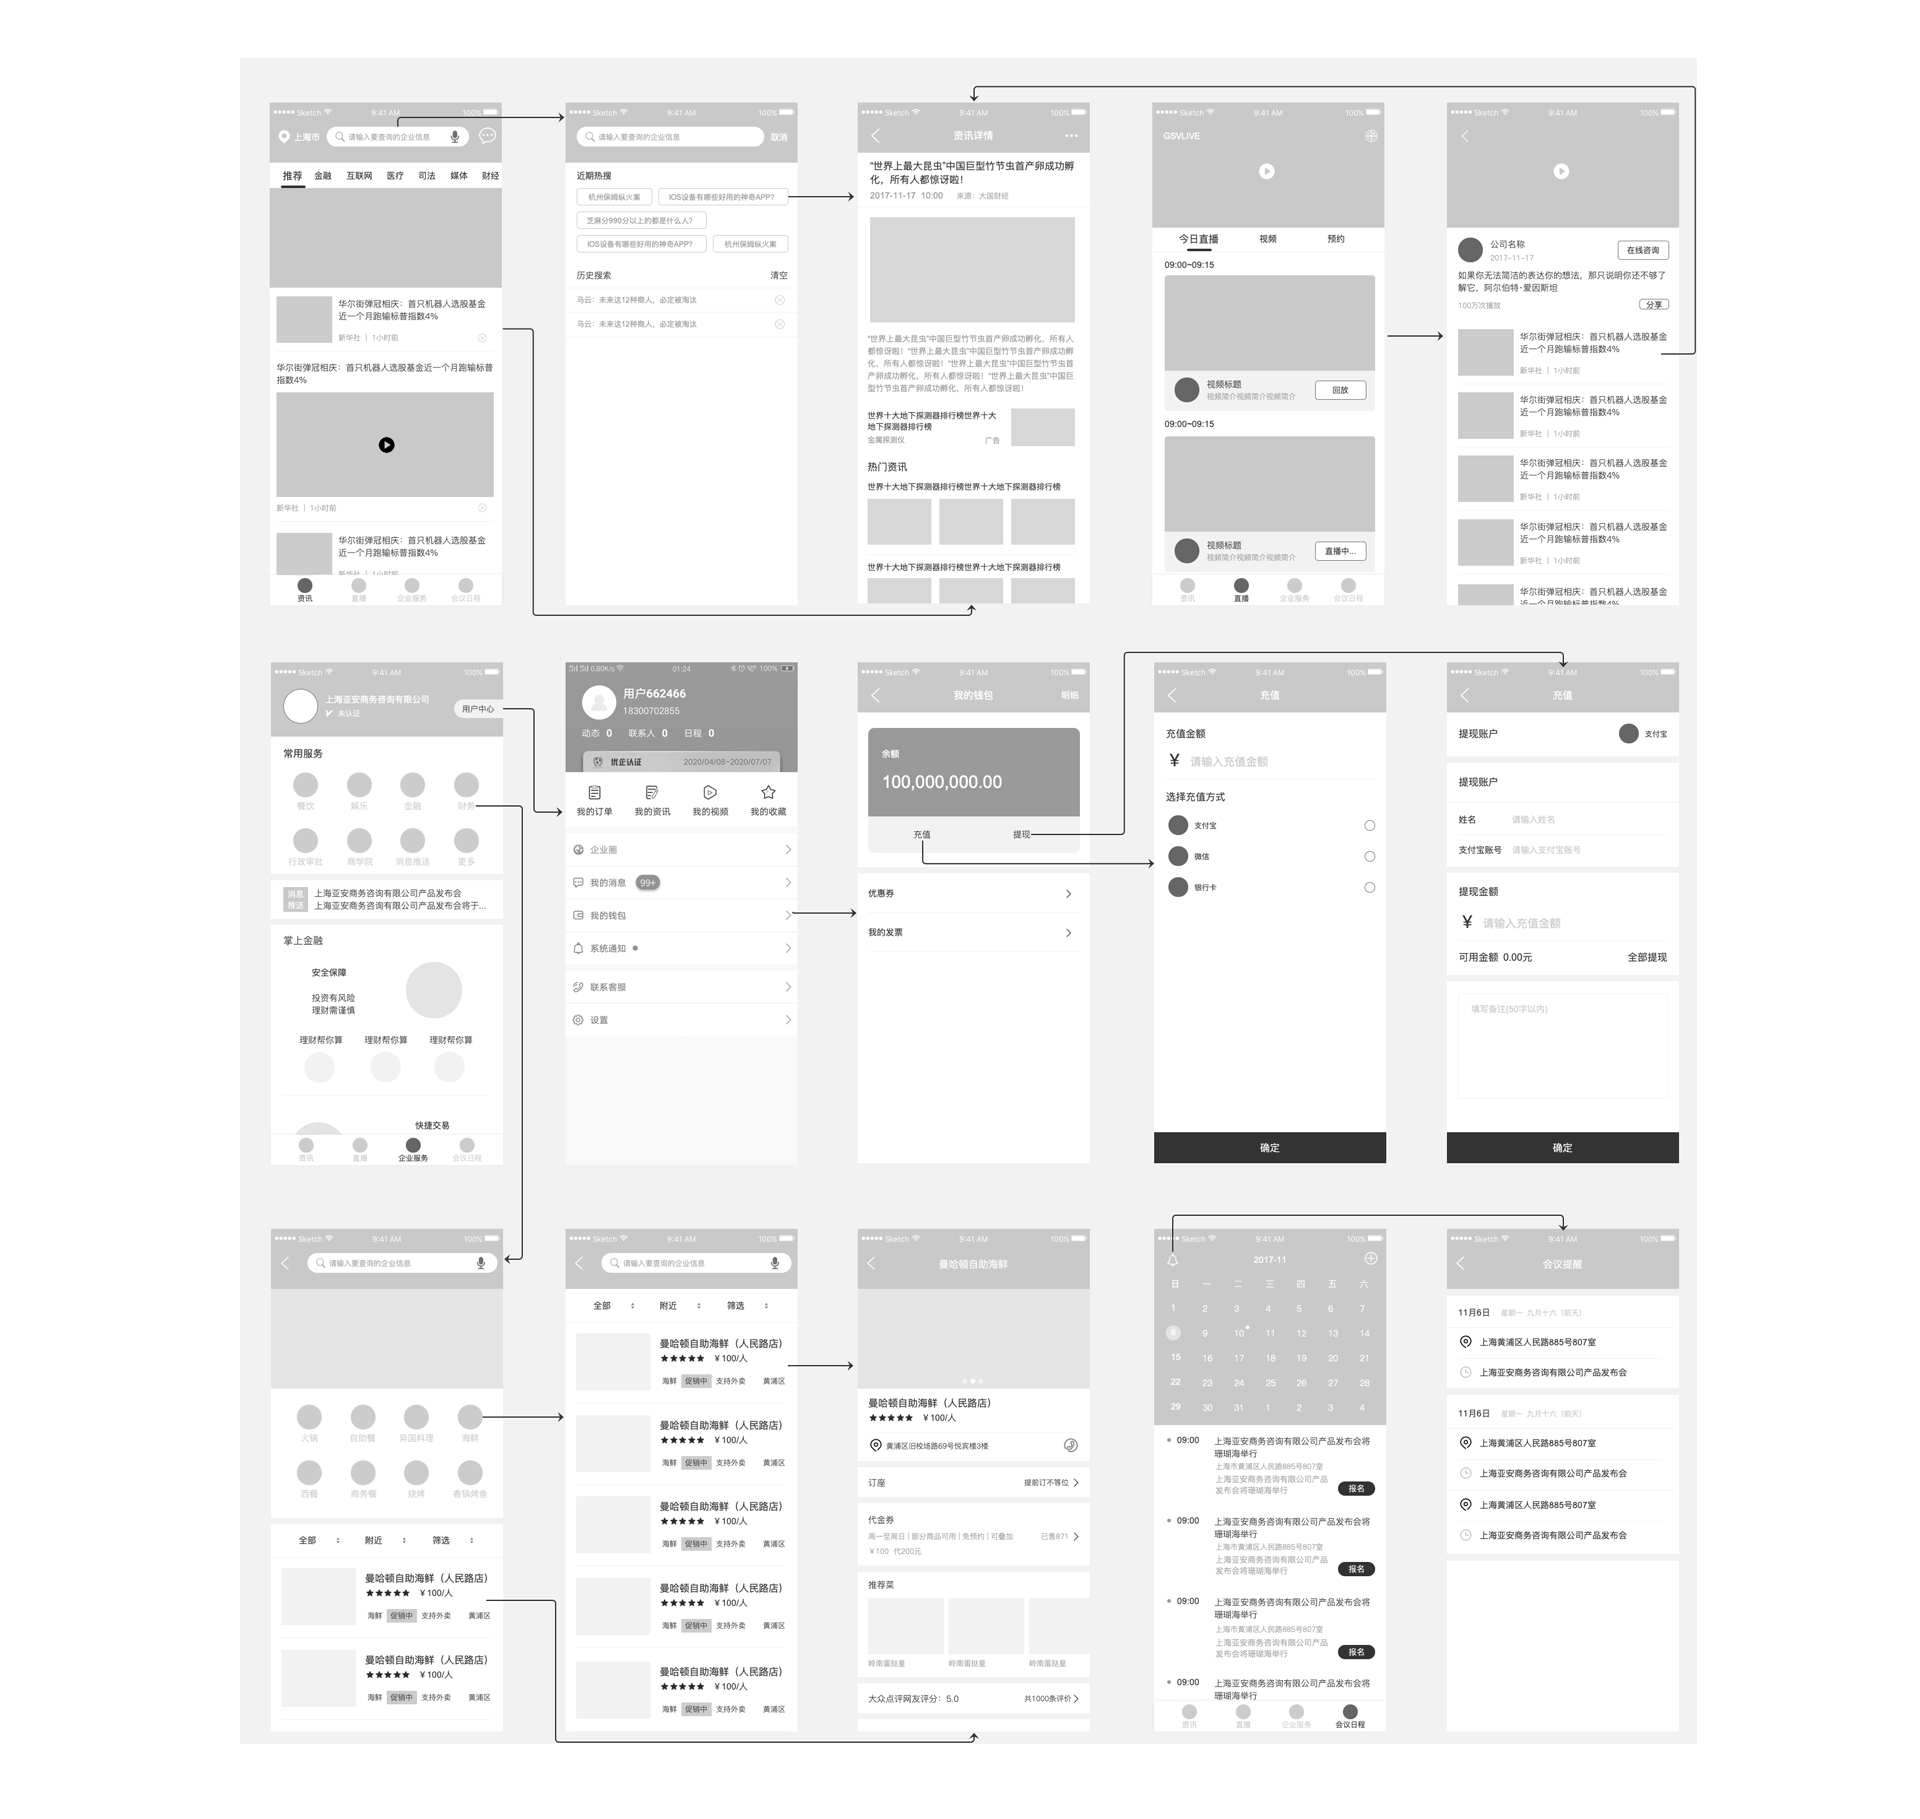 Sketch 9:41 AM 100%
上海市 请输入要查询的企业信息
推荐 金融 互联网 医疗 司法 媒体 财经
华尔街弹冠相庆：首只机器人选股基金
近一个月跑输标普指数4%
新华社 | 1小时前
华尔街弹冠相庆：首只机器人选股基金近一个月跑输标普
指数4%
新华社 | 1小时前
华尔街弹冠相庆：首只机器人选股基金
近一个月跑输标普指数4%
新华社 | 1小时前
资讯 直播 企业服务 会议日程
Sketch 9:41 AM 100%
请输入要查询的企业信息 取消
近期热搜
杭州保姆纵火案 IOS设备有哪些好用的神奇APP?
芝麻分990分以上的都是什么人?
IOS设备有哪些好用的神奇APP? 杭州保姆纵火案
历史搜索 清空
马云：未来这12种商人，必定被淘汰
马云：未来这12种商人，必定被淘汰
Sketch 9:41 AM 100%
资讯详情
“世界上最大昆虫”中国巨型竹节虫首产卵成功孵
化，所有人都惊讶啦！
2017-11-17 10:00 来源：大国财经
“世界上最大昆虫”中国巨型竹节虫首产卵成功孵化，所有人
都惊讶啦！“世界上最大昆虫”中国巨型竹节虫首产卵成功孵
化，所有人都惊讶啦！“世界上最大昆虫”中国巨型竹节虫首
产卵成功孵化，所有人都惊讶啦！“世界上最大昆虫”中国巨
型竹节虫首产卵成功孵化，所有人都惊讶啦！
世界十大地下探测器排行榜世界十大
地下探测器排行榜
金属探测仪 广告
热门资讯
世界十大地下探测器排行榜世界十大地下探测器排行榜
世界十大地下探测器排行榜世界十大地下探测器排行榜
Sketch 9:41 AM 100%
GSVLIVE
今日直播 视频 预约
09:00~09:15
视频标题
视频简介视频简介视频简介
回放
09:00~09:15
视频标题
视频简介视频简介视频简介
直播中...
资讯 直播 企业服务 会议日程
Sketch 9:41 AM 100%
公司名称
2017-11-17
在线咨询
如果你无法简洁的表达你的想法，那只说明你还不够了
解它，阿尔伯特·爱因斯坦
100万次播放 分享
华尔街弹冠相庆：首只机器人选股基金
近一个月跑输标普指数4%
新华社 | 1小时前
华尔街弹冠相庆：首只机器人选股基金
近一个月跑输标普指数4%
新华社 | 1小时前
华尔街弹冠相庆：首只机器人选股基金
近一个月跑输标普指数4%
新华社 | 1小时前
华尔街弹冠相庆：首只机器人选股基金
近一个月跑输标普指数4%
新华社 | 1小时前
华尔街弹冠相庆：首只机器人选股基金
近一个月跑输标普指数4%
Sketch 9:41 AM 100%
上海亚安商务咨询有限公司
未认证
用户中心
常用服务
餐饮 娱乐 金融 财务
行政审批 商学院 消息推送 更多
消息
推送
上海亚安商务咨询有限公司产品发布会
上海亚安商务咨询有限公司产品发布会将于...
掌上金融
安全保障
投资有风险
理财需谨慎
理财帮你算 理财帮你算 理财帮你算
快捷交易
资讯 直播 企业服务 会议日程
0.80K/s 01:24 100%
用户662466
18300702855
动态 0 联系人 0 日程 0
优企认证 2020/04/08-2020/07/07
我的订单 我的资讯 我的视频 我的收藏
企业圈
我的消息 99+
我的钱包
系统通知
联系客服
设置
Sketch 9:41 AM 100%
我的钱包 明细
余额
100,000,000.00
充值 提现
优惠券
我的发票
Sketch 9:41 AM 100%
充值
充值金额
¥ 请输入充值金额
选择充值方式
支付宝
微信
银行卡
确定
Sketch 9:41 AM 100%
充值
提现账户 支付宝
提现账户
姓名 请输入姓名
支付宝账号 请输入支付宝账号
提现金额
¥ 请输入充值金额
可用金额 0.00元 全部提现
填写备注(50字以内)
确定
Sketch 9:41 AM 100%
请输入要查询的企业信息
火锅 自助餐 异国料理 海鲜
西餐 商务餐 烧烤 香锅烤鱼
全部 附近 筛选
曼哈顿自助海鲜（人民路店）
★★★★★ ¥100/人
海鲜 促销中 支持外卖 黄浦区
曼哈顿自助海鲜（人民路店）
★★★★★ ¥100/人
海鲜 促销中 支持外卖 黄浦区
Sketch 9:41 AM 100%
请输入要查询的企业信息
全部 附近 筛选
曼哈顿自助海鲜（人民路店）
★★★★★ ¥100/人
海鲜 促销中 支持外卖 黄浦区
曼哈顿自助海鲜（人民路店）
★★★★★ ¥100/人
海鲜 促销中 支持外卖 黄浦区
曼哈顿自助海鲜（人民路店）
★★★★★ ¥100/人
海鲜 促销中 支持外卖 黄浦区
曼哈顿自助海鲜（人民路店）
★★★★★ ¥100/人
海鲜 促销中 支持外卖 黄浦区
曼哈顿自助海鲜（人民路店）
★★★★★ ¥100/人
海鲜 促销中 支持外卖 黄浦区
Sketch 9:41 AM 100%
曼哈顿自助海鲜
曼哈顿自助海鲜（人民路店）
★★★★★ ¥100/人
黄浦区旧校场路69号悦宾楼3楼
订座 提前订不等位
代金券
周一至周日 | 部分商品可用 | 免预约 | 可叠加 已售871
¥100 代200元
推荐菜
岭南蛋挞皇 岭南蛋挞皇 岭南蛋挞皇
大众点评网友评分：5.0 共1000条评价
Sketch 9:41 AM 100%
2017-11
日 一 二 三 四 五 六
1 2 3 4 5 6 7
8 9 10 11 12 13 14
15 16 17 18 19 20 21
22 23 24 25 26 27 28
29 30 31 1 2 3 4
09:00 上海亚安商务咨询有限公司产品发布会将
珊瑚海举行
上海市黄浦区人民路885号807室
上海亚安商务咨询有限公司产品
发布会将珊瑚海举行
报名
09:00 上海亚安商务咨询有限公司产品发布会将
珊瑚海举行
上海市黄浦区人民路885号807室
上海亚安商务咨询有限公司产品
发布会将珊瑚海举行
报名
09:00 上海亚安商务咨询有限公司产品发布会将
珊瑚海举行
上海市黄浦区人民路885号807室
上海亚安商务咨询有限公司产品
发布会将珊瑚海举行
报名
09:00 上海亚安商务咨询有限公司产品发布会将
珊瑚海举行
资讯 直播 企业服务 会议日程
Sketch 9:41 AM 100%
会议提醒
11月6日 星期一 九月十六（前天）
上海黄浦区人民路885号807室
上海亚安商务咨询有限公司产品发布会
11月6日 星期一 九月十六（前天）
上海黄浦区人民路885号807室
上海亚安商务咨询有限公司产品发布会
上海黄浦区人民路885号807室
上海亚安商务咨询有限公司产品发布会